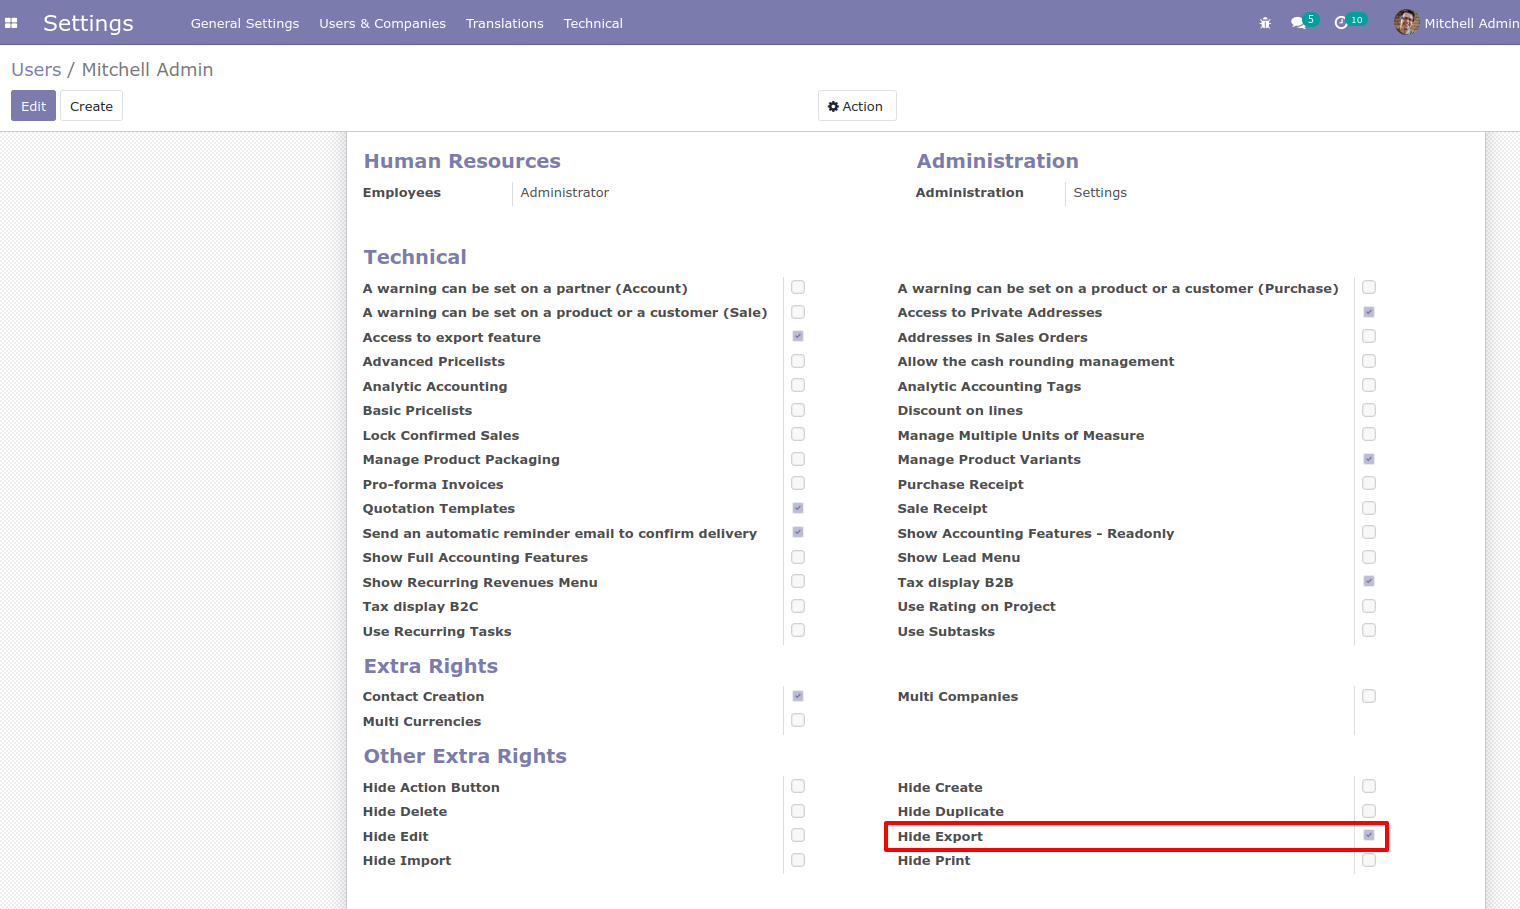 Settings General Settings Users & Companies Translations Technical 5 10 Mitchell Admin
Users / Mitchell Admin
Edit Create Action
Human Resources Administration
Employees Administrator Administration Settings
Technical
A warning can be set on a partner (Account) A warning can be set on a product or a customer (Purchase)
A warning can be set on a product or a customer (Sale) Access to Private Addresses
Access to export feature Addresses in Sales Orders
Advanced Pricelists Allow the cash rounding management
Analytic Accounting Analytic Accounting Tags
Basic Pricelists Discount on lines
Lock Confirmed Sales Manage Multiple Units of Measure
Manage Product Packaging Manage Product Variants
Pro-forma Invoices Purchase Receipt
Quotation Templates Sale Receipt
Send an automatic reminder email to confirm delivery Show Accounting Features - Readonly
Show Full Accounting Features Show Lead Menu
Show Recurring Revenues Menu Tax display B2B
Tax display B2C Use Rating on Project
Use Recurring Tasks Use Subtasks
Extra Rights
Contact Creation Multi Companies
Multi Currencies
Other Extra Rights
Hide Action Button Hide Create
Hide Delete Hide Duplicate
Hide Edit Hide Export
Hide Import Hide Print